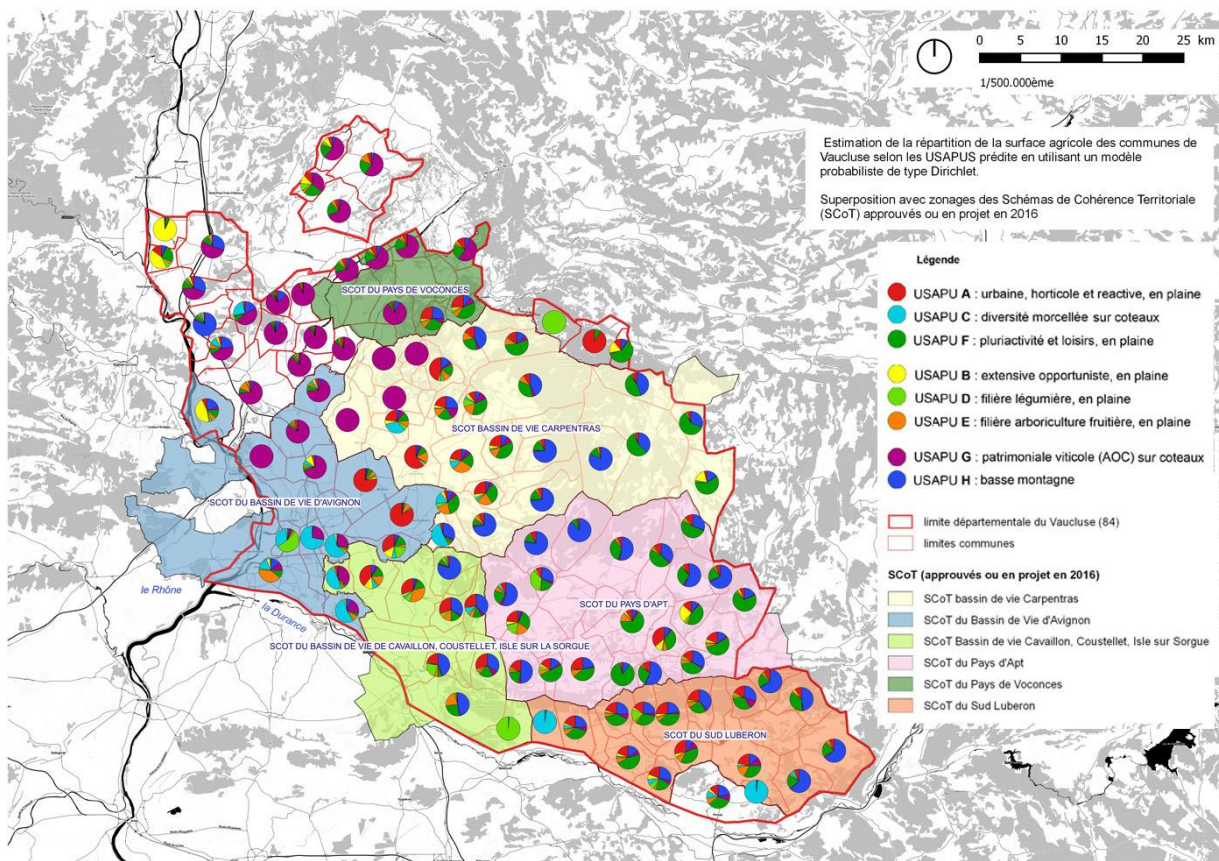 0 5 10 15 20 25 km
1/500.000ème
Estimation de la répartition de la surface agricole des communes de
Vaucluse selon les USAPUS prédite en utilisant un modèle
probabiliste de type Dirichlet.
Superposition avec zonages des Schémas de Cohérence Territoriale
(SCoT) approuvés ou en projet en 2016
Légende
USAPU A : urbaine, horticole et reactive, en plaine
USAPU C : diversité morcellée sur coteaux
USAPU F : pluriactivité et loisirs, en plaine
USAPU B : extensive opportuniste, en plaine
USAPU D : filière légumière, en plaine
USAPU E : filière arboriculture fruitière, en plaine
USAPU G : patrimoniale viticole (AOC) sur coteaux
USAPU H : basse montagne
limite départementale du Vaucluse (84)
limites communes
SCoT (approuvés ou en projet en 2016)
SCoT bassin de vie Carpentras
SCoT du Bassin de Vie d'Avignon
SCoT Bassin de vie Cavaillon, Coustellet, Isle sur Sorgue
SCoT du Pays d'Apt
SCoT du Pays de Voconces
SCoT du Sud Luberon
SCOT DU PAYS DE VOCONCES
SCOT BASSIN DE VIE CARPENTRAS
SCOT DU BASSIN DE VIE D'AVIGNON
le Rhône
la Durance
SCOT DU PAYS D'APT
SCOT DU BASSIN DE VIE DE CAVAILLON, COUSTELLET, ISLE SUR LA SORGUE
SCOT DU SUD LUBERON